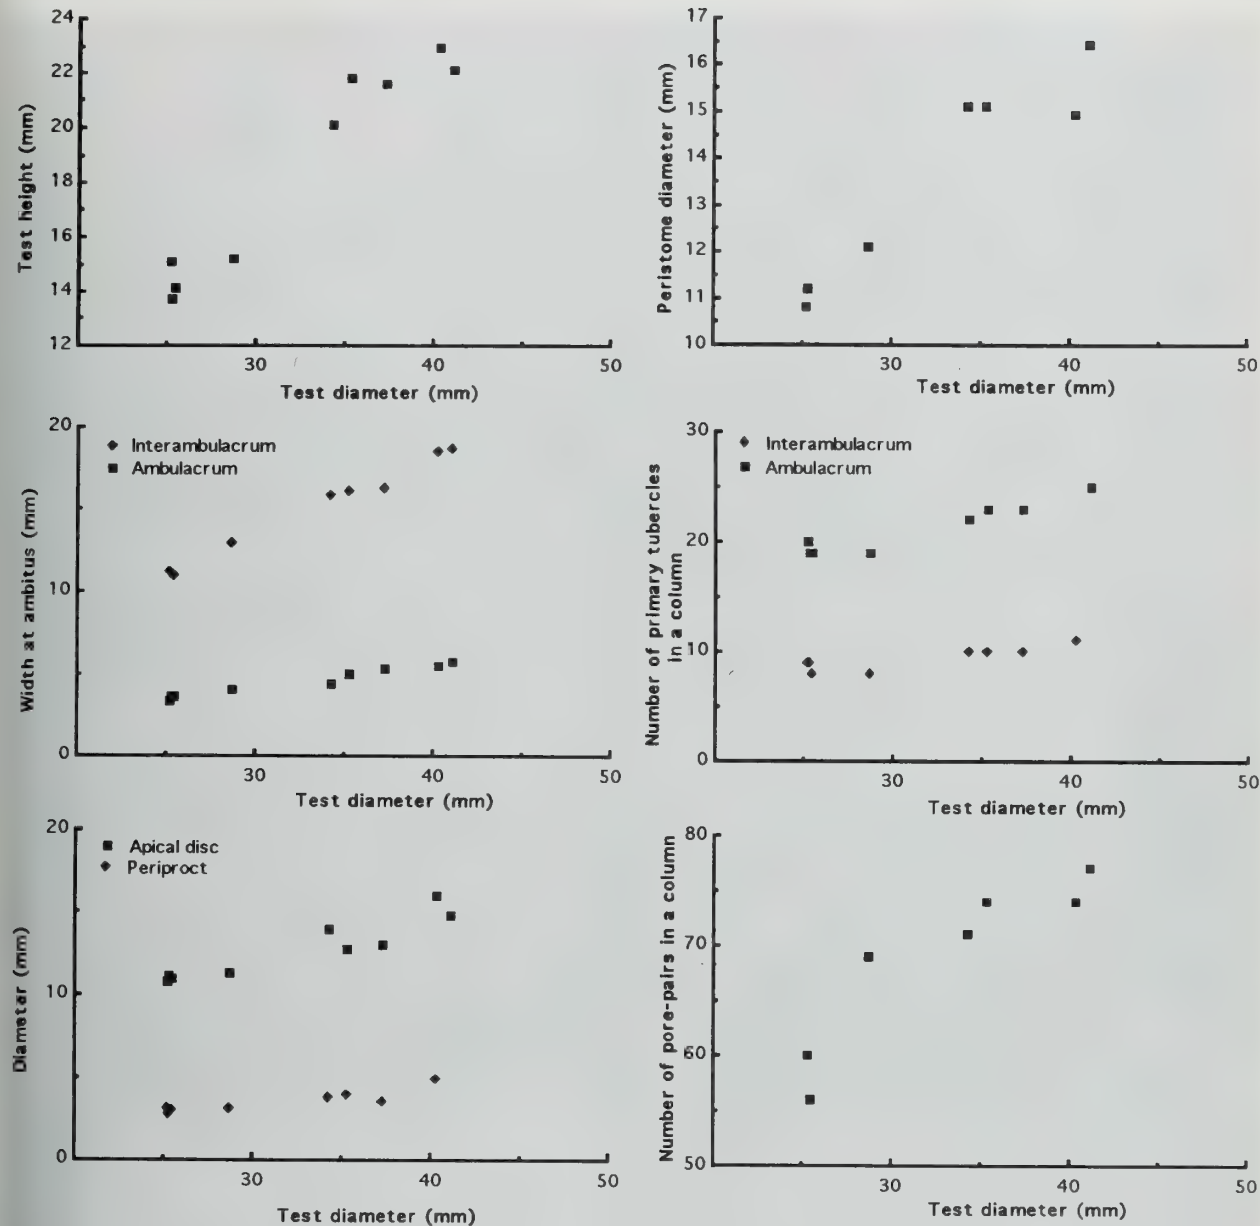 24
22
20
18
16
14
12
Test height (mm)
30
40
50
Test diameter (mm)
17
16
15
14
13
12
11
10
Peristome diameter (mm)
30
40
50
Test diameter (mm)
20
10
0
Width at ambitus (mm)
Interambulacrum
Ambulacrum
30
40
50
Test diameter (mm)
30
20
10
0
Number of primary tubercles
in a column
Interambulacrum
Ambulacrum
30
40
50
Test diameter (mm)
20
10
0
Diameter (mm)
Apical disc
Periproct
30
40
50
Test diameter (mm)
80
70
60
50
Number of pore-pairs in a column
30
40
50
Test diameter (mm)